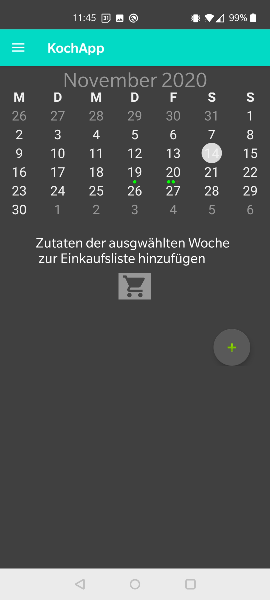 11:45 31 99%
KochApp
November 2020
M D M D F S S
26 27 28 29 30 31 1
2 3 4 5 6 7 8
9 10 11 12 13 14 15
16 17 18 19 20 21 22
23 24 25 26 27 28 29
30 1 2 3 4 5 6
Zutaten der ausgwählten Woche
zur Einkaufsliste hinzufügen
+